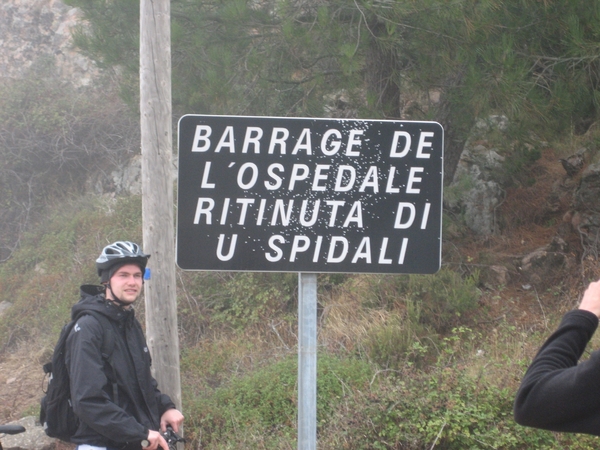 BARRAGE DE
L'OSPEDALE
RITINUTA DI
U SPIDALI